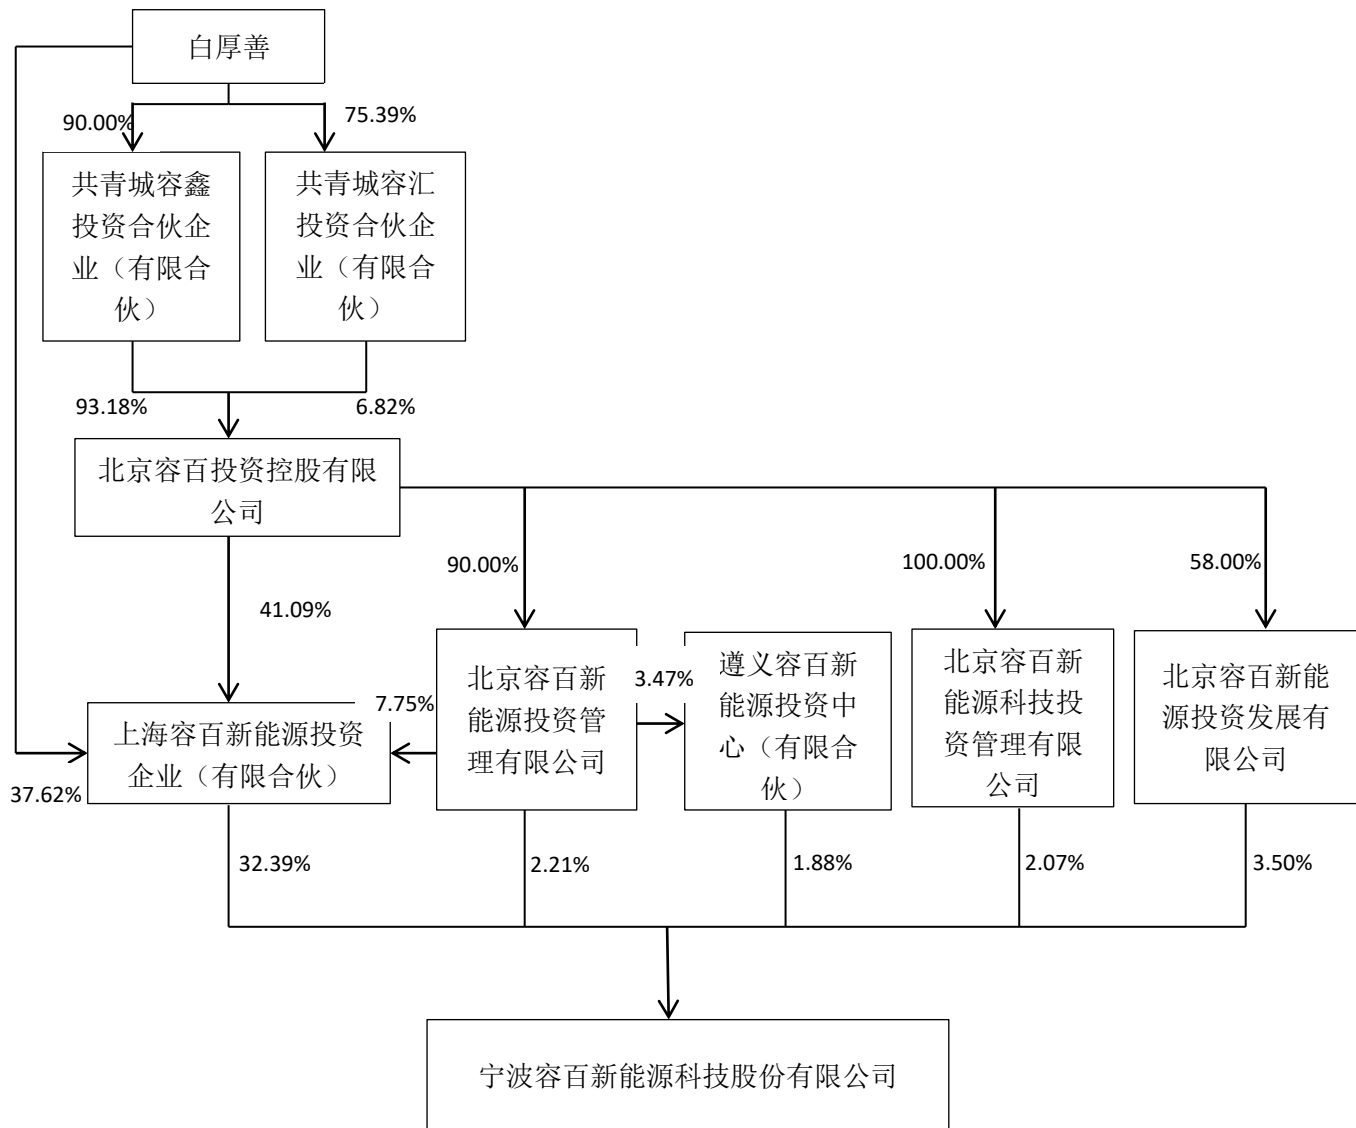 白厚善
90.00%
75.39%
共青城容鑫
投资合伙企
业（有限合
伙）
共青城容汇
投资合伙企
业（有限合
伙）
93.18%
6.82%
北京容百投资控股有限
公司
41.09%
90.00%
100.00%
58.00%
上海容百新能源投资
企业（有限合伙）
37.62%
7.75%
北京容百新
能源投资管
理有限公司
3.47%
遵义容百新
能源投资中
心（有限合
伙）
北京容百新
能源科技投
资管理有限
公司
北京容百新能
源投资发展有
限公司
32.39%
2.21%
1.88%
2.07%
3.50%
宁波容百新能源科技股份有限公司